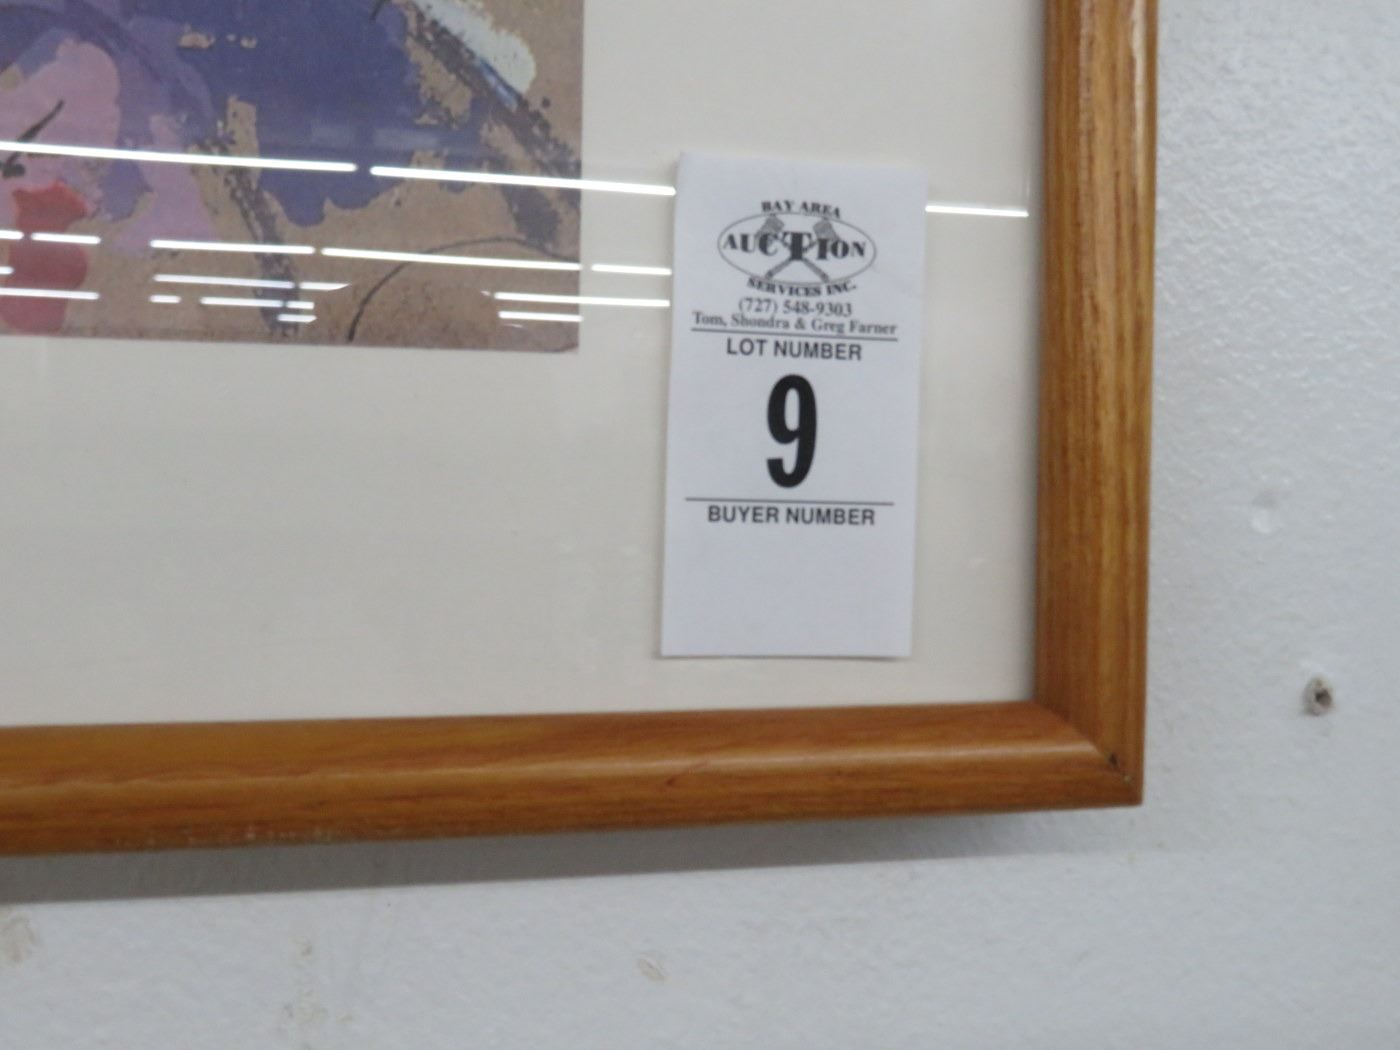 BAY AREA
AUCTION
SERVICES INC.
(727) 548-9303
Tom, Shondra & Greg Farner
LOT NUMBER
9
BUYER NUMBER